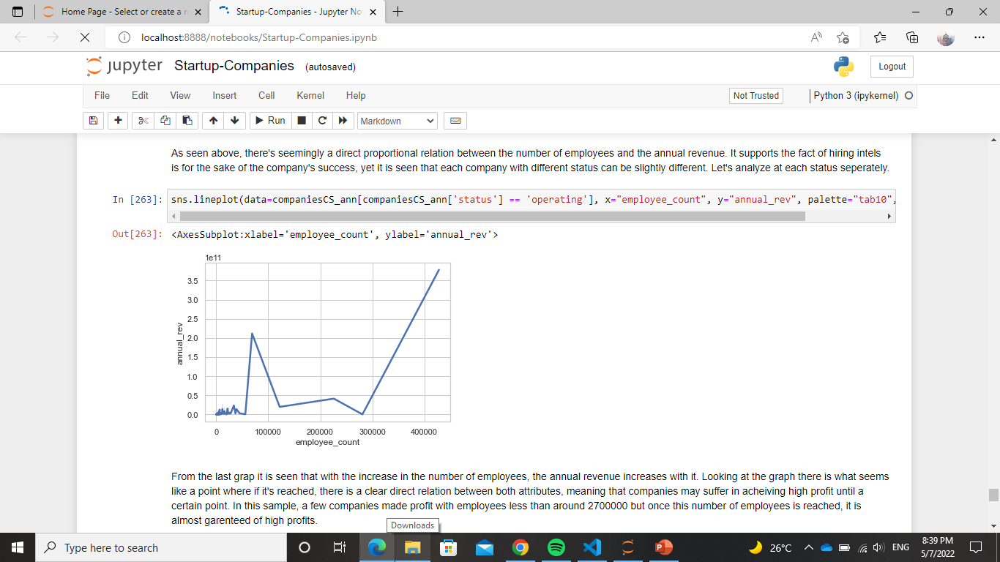 Home Page - Select or create a n
Startup-Companies - Jupyter No
localhost:8888/notebooks/Startup-Companies.ipynb
jupyter Startup-Companies (autosaved)
Logout
File Edit View Insert Cell Kernel Help
Not Trusted
Python 3 (ipykernel)
Run
Markdown
As seen above, there's seemingly a direct proportional relation between the number of employees and the annual revenue. It supports the fact of hiring intels
is for the sake of the company's success, yet it is seen that each company with different status can be slightly different. Let's analyze at each status seperately.
In [263]: sns.lineplot(data=companiesCS_ann[companiesCS_ann['status'] == 'operating'], x="employee_count", y="annual_rev", palette="tab10",
Out[263]: <AxesSubplot:xlabel='employee_count', ylabel='annual_rev'>
1e11
3.5
3.0
2.5
2.0
1.5
1.0
0.5
0.0
annual_rev
0 100000 200000 300000 400000
employee_count
From the last grap it is seen that with the increase in the number of employees, the annual revenue increases with it. Looking at the graph there is what seems
like a point where if it's reached, there is a clear direct relation between both attributes, meaning that companies may suffer in acheiving high profit until a
certain point. In this sample, a few companies made profit with employees less than around 2700000 but once this number of employees is reached, it is
almost garenteed of high profits.
Downloads
Type here to search
26°C
ENG
8:39 PM
5/7/2022